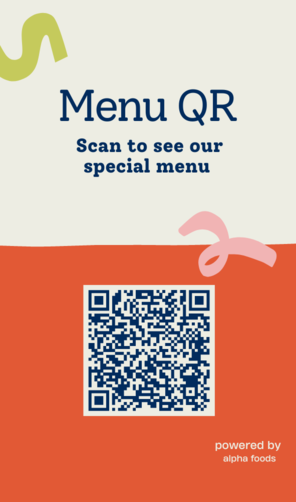 Menu QR
Scan to see our
special menu
powered by
alpha foods